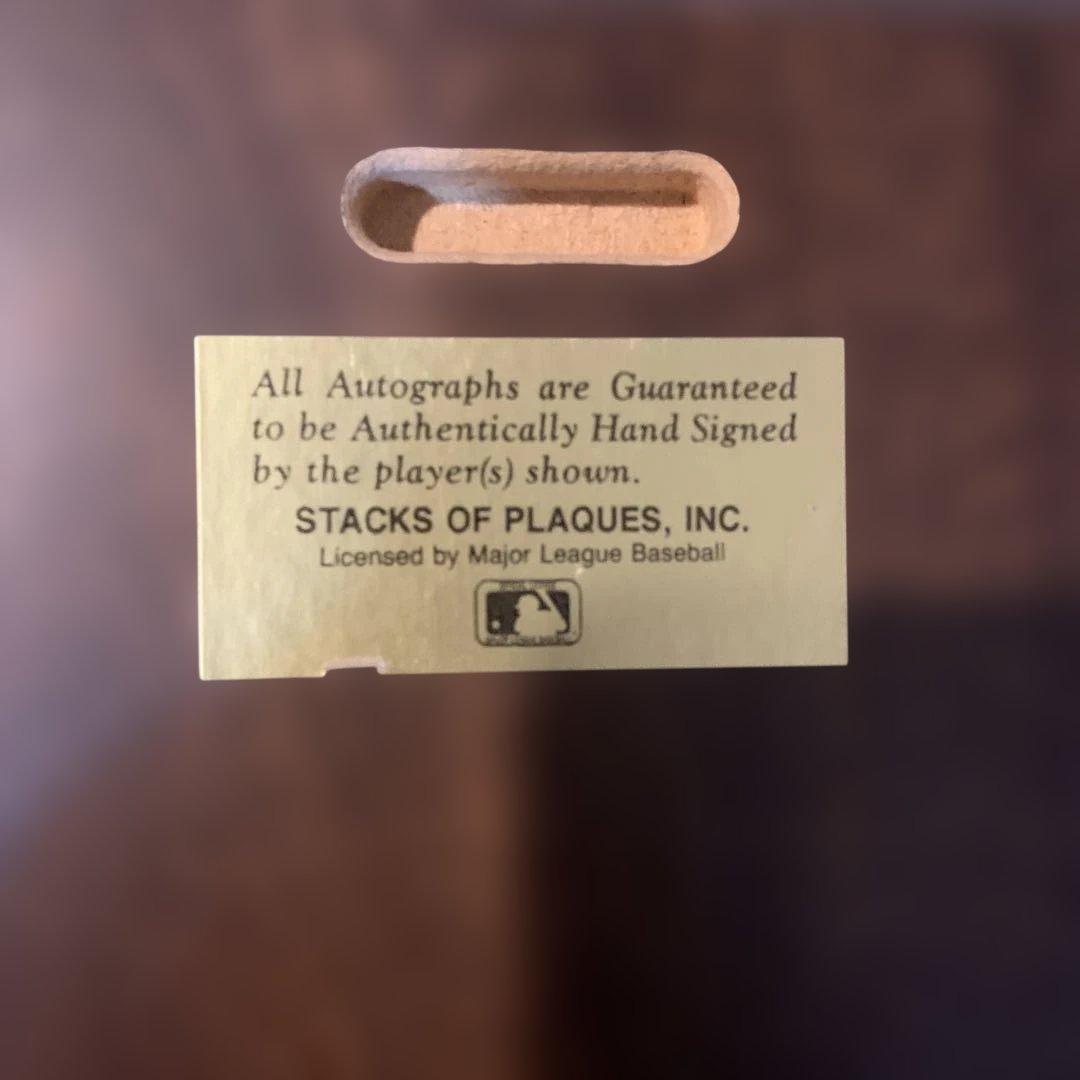 All Autographs are Guaranteed
to be Authentically Hand Signed
by the player(s) shown.
STACKS OF PLAQUES, INC.
Licensed by Major League Baseball